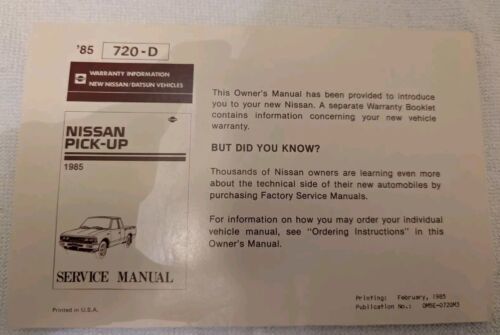 '85 720-D
WARRANTY INFORMATION
NEW NISSAN/DATSUN VEHICLES
NISSAN
PICK-UP
1985
SERVICE MANUAL
Printed in U.S.A.
This Owner's Manual has been provided to introduce
you to your new Nissan. A separate Warranty Booklet
contains information concerning your new vehicle
warranty.
BUT DID YOU KNOW?
Thousands of Nissan owners are learning even more
about the technical side of their new automobiles by
purchasing Factory Service Manuals.
For information on how you may order your individual
vehicle manual, see "Ordering Instructions" in this
Owner's Manual.
Printing: February, 1985
Publication No.: OM5E-0720M3